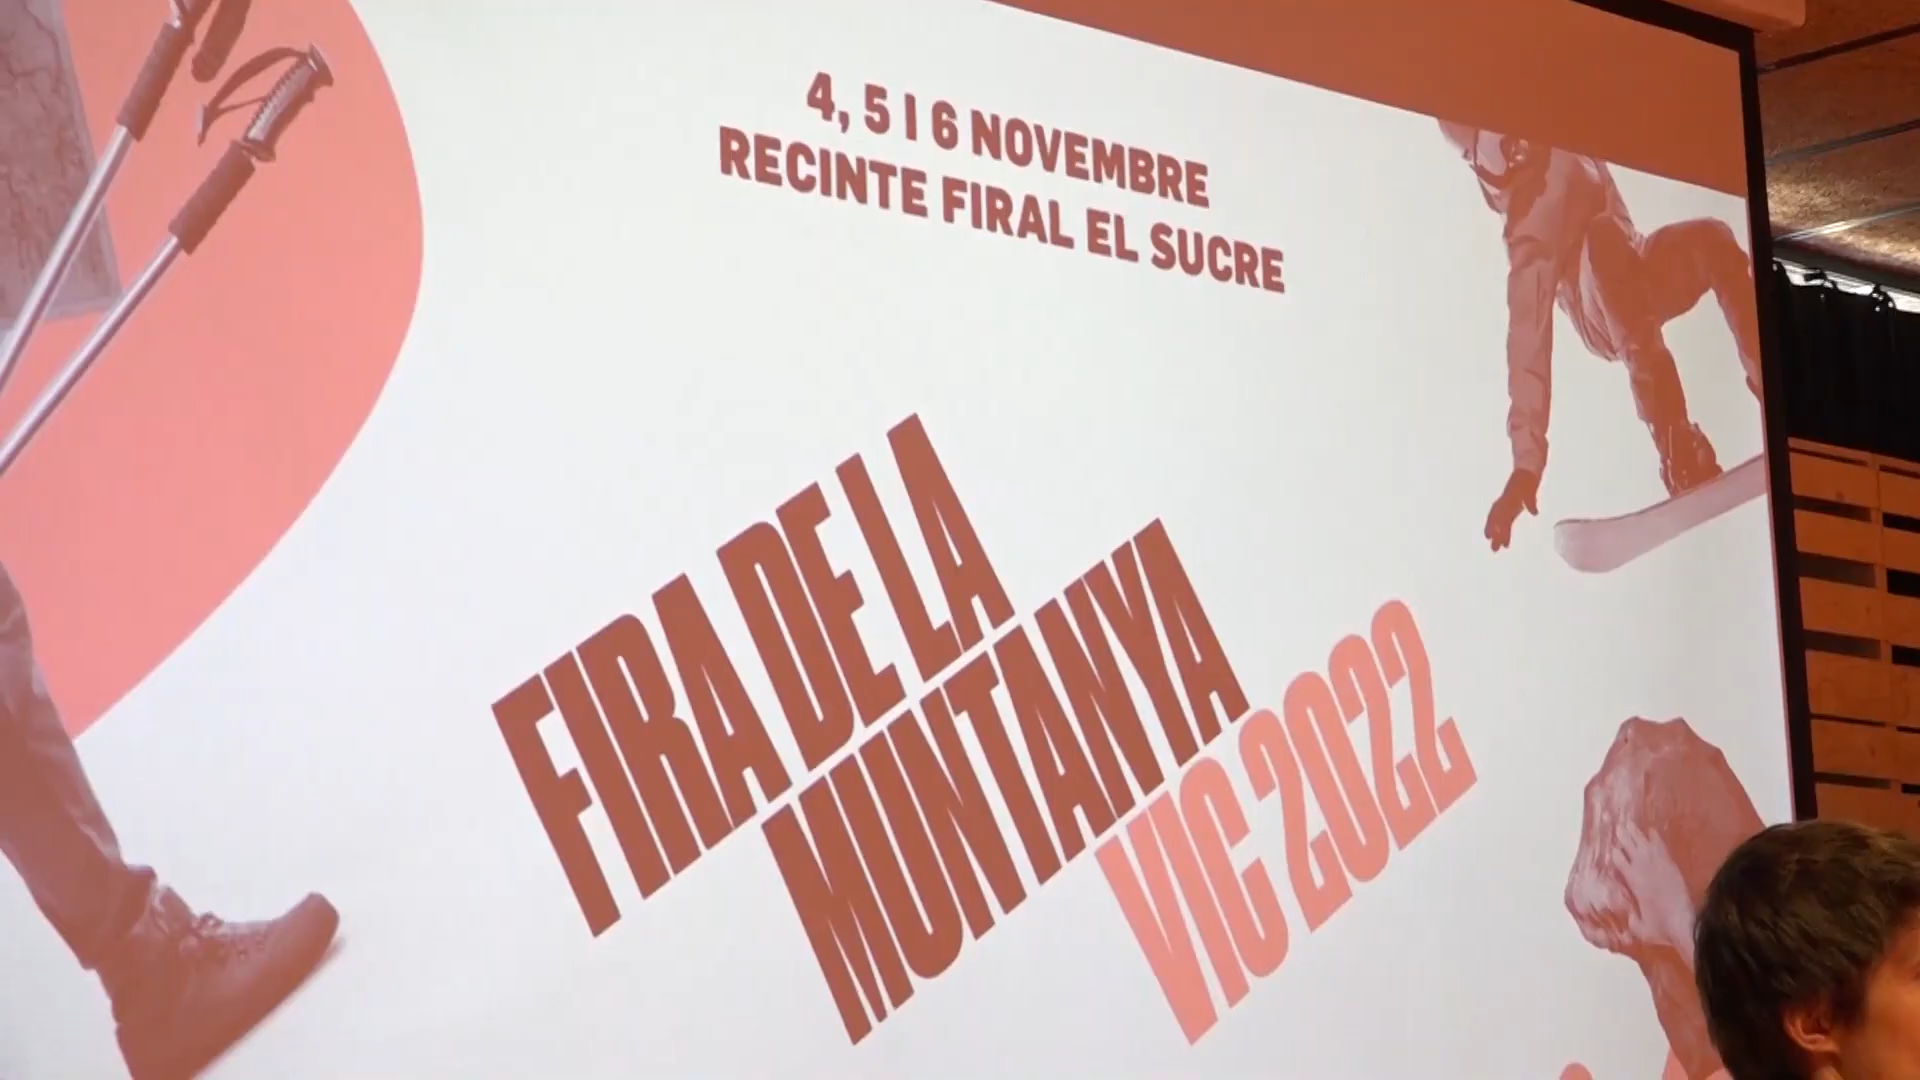 4, 5 I 6 NOVEMBRE
RECINTE FIRAL EL SUCRE
FIRA DE LA
MUNTANYA
VIC 2022